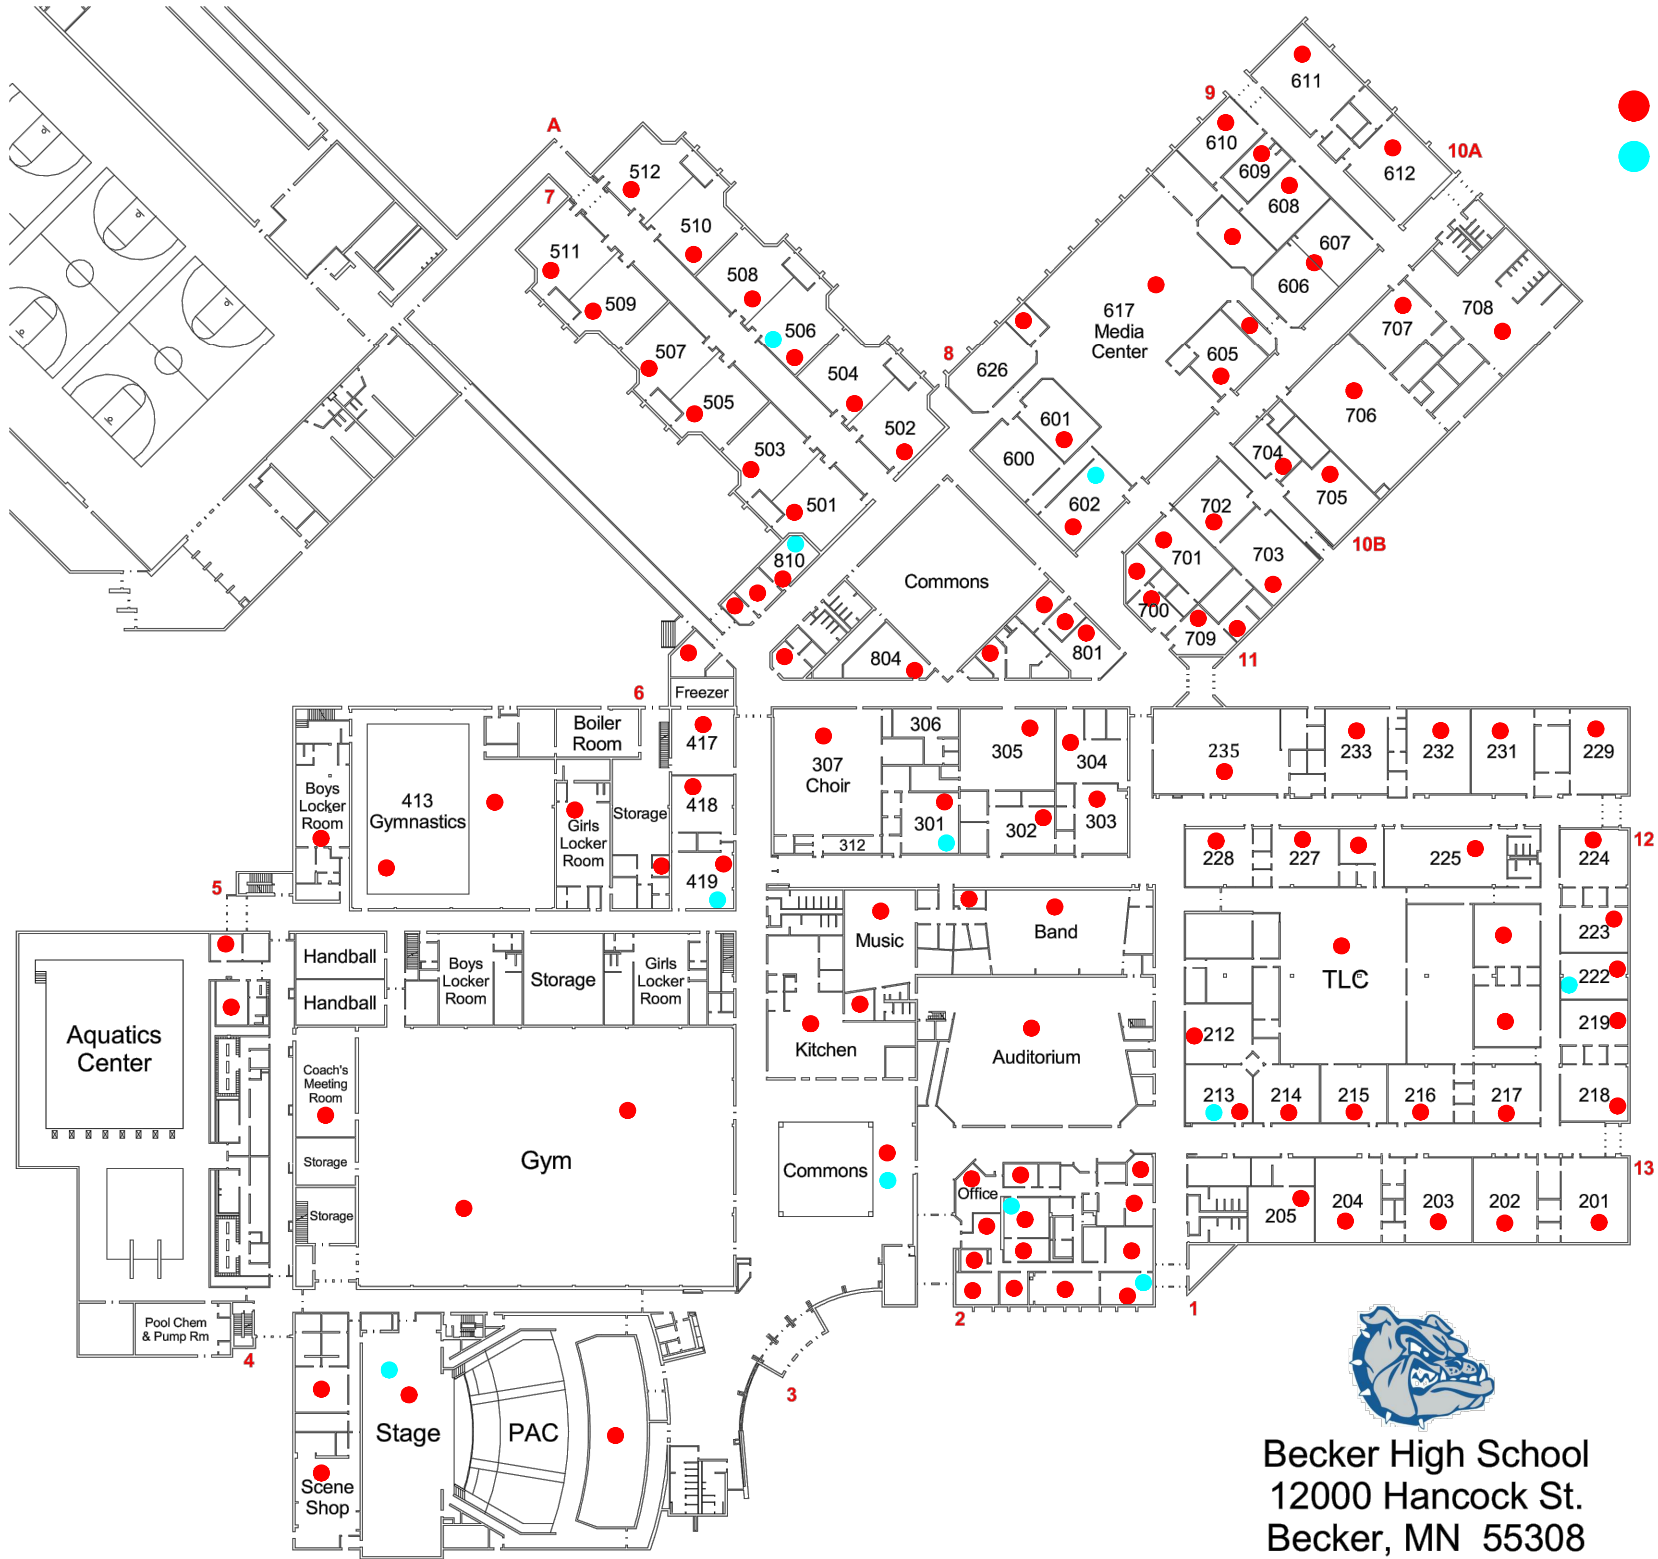 611
9
610
10A
609
612
A
512
7
608
510
607
708
511
508
606
617
Media
Center
707
509
506
8
507
605
626
504
706
505
601
502
503
600
704
705
501
602
702
10B
810
703
701
Commons
700
709
801
804
11
6
Freezer
Boiler
Room
417
306
307
Choir
305
304
235
233
232
231
229
Boys
Locker
Room
413
Gymnastics
418
Storage
Girls
Locker
Room
301
302
303
312
228
227
225
224
12
5
419
Music
Band
223
Handball
Boys
Locker
Room
Storage
Girls
Locker
Room
TLC
222
Handball
219
Aquatics
Center
Kitchen
Auditorium
212
Coach's
Meeting
Room
213
214
215
216
217
218
Gym
Storage
Commons
13
Office
Storage
205
204
203
202
201
Pool Chem
& Pump Rm
4
2
1
3
Stage
PAC
Scene
Shop
Becker High School
12000 Hancock St.
Becker, MN 55308